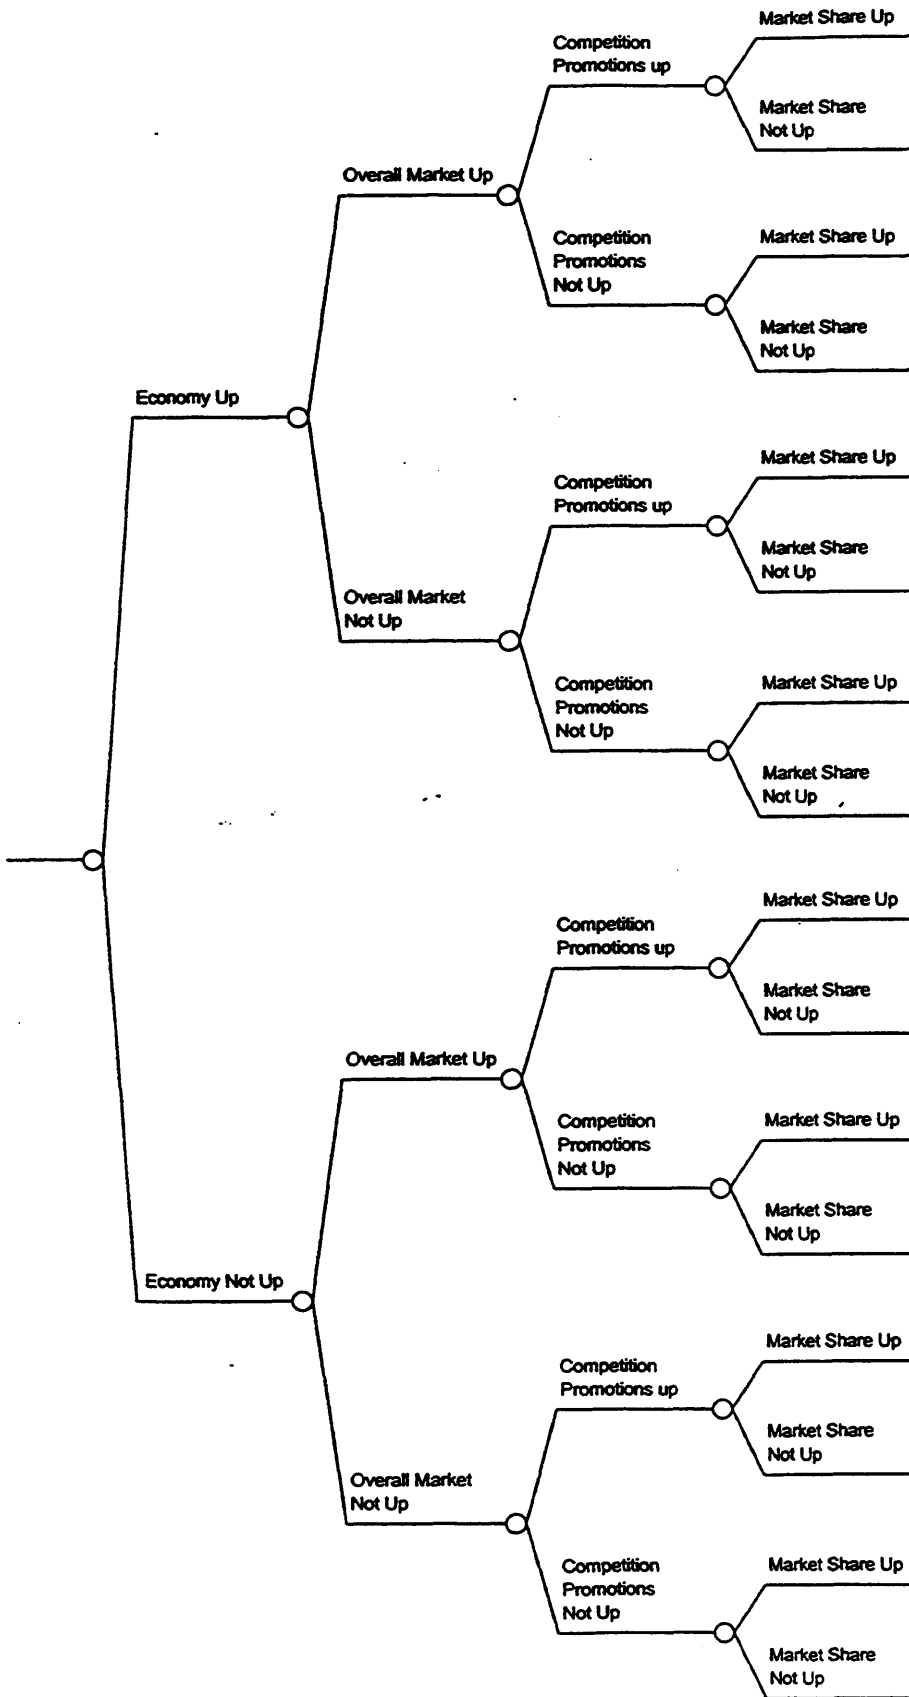 Market Share Up
Competition
Promotions up
Market Share
Not Up
Overall Market Up
Competition
Promotions
Not Up
Market Share Up
Market Share
Not Up
Economy Up
Competition
Promotions up
Market Share Up
Market Share
Not Up
Overall Market
Not Up
Competition
Promotions
Not Up
Market Share Up
Market Share
Not Up
Competition
Promotions up
Market Share Up
Market Share
Not Up
Overall Market Up
Competition
Promotions
Not Up
Market Share Up
Market Share
Not Up
Economy Not Up
Competition
Promotions up
Market Share Up
Market Share
Not Up
Overall Market
Not Up
Competition
Promotions
Not Up
Market Share Up
Market Share
Not Up